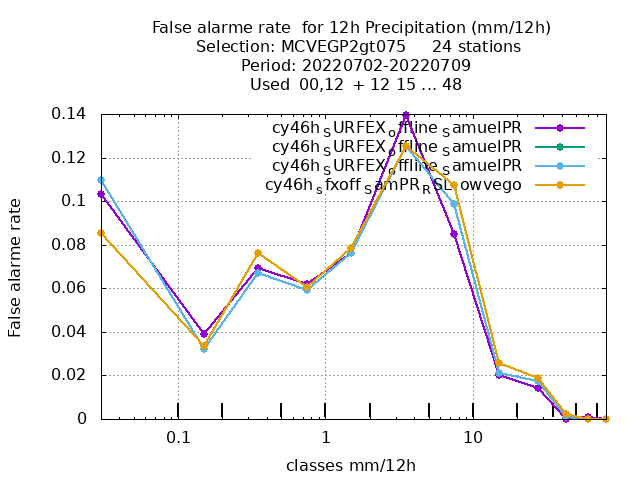 False alarme rate  for 12h Precipitation (mm/12h)
Selection: MCVEGP2gt075     24 stations
Period: 20220702-20220709
Used  00,12  + 12 15 ... 48
cy46h_SURFEX_offline_SamuelPR
cy46h_SURFEX_offline_SamuelPR
cy46h_SURFEX_offline_SamuelPR
cy46h_sfxoff_SamPR_RSL_owvego
0.14
0.12
0.1
0.08
0.06
0.04
0.02
0
False alarme rate
0.1 1 10
classes mm/12h